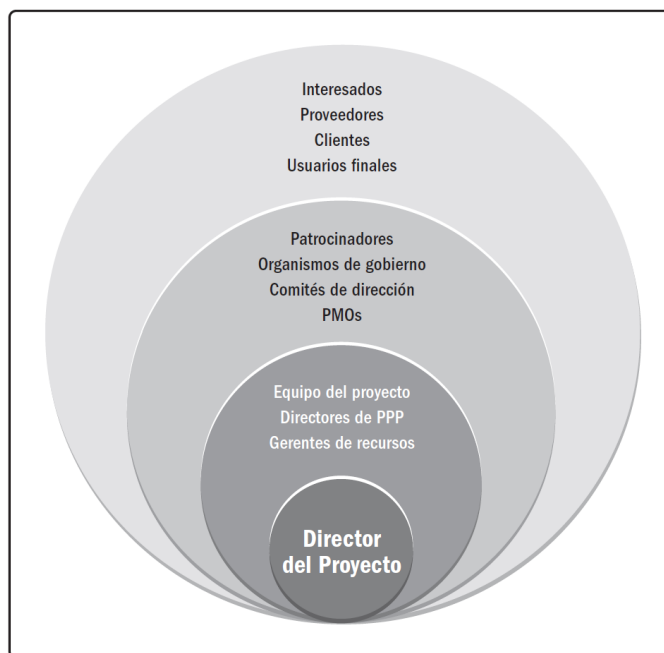 Interesados
Proveedores
Clientes
Usuarios finales
Patrocinadores
Organismos de gobierno
Comités de dirección
PMOs
Equipo del proyecto
Directores de PPP
Gerentes de recursos
Director
del Proyecto